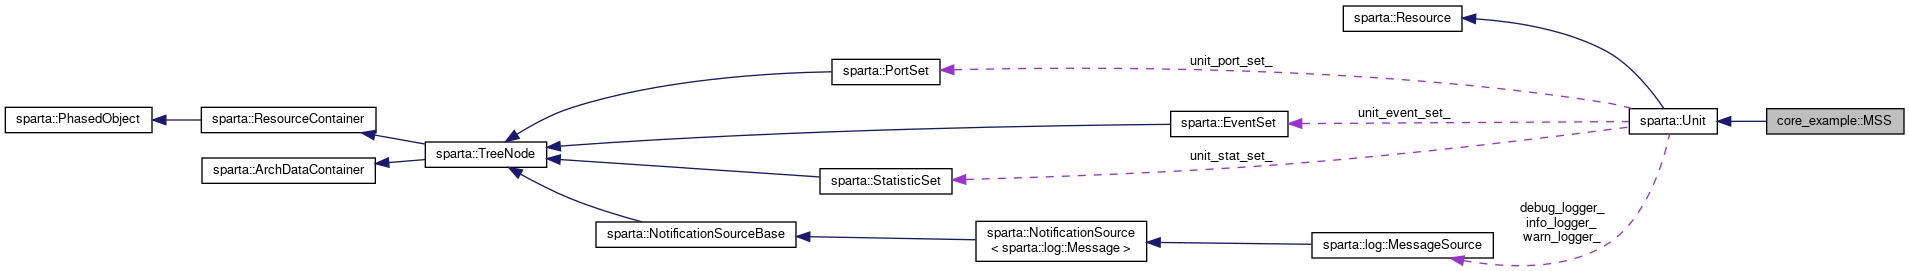 sparta::Resource
unit_port_set_
sparta::PortSet
sparta::PhasedObject
sparta::ResourceContainer
unit_event_set_
sparta::EventSet
sparta::Unit
core_example::MSS
sparta::TreeNode
unit_stat_set_
sparta::ArchDataContainer
sparta::StatisticSet
debug_logger_
info_logger_
warn_logger_
sparta::NotificationSourceBase
sparta::NotificationSource
< sparta::log::Message >
sparta::log::MessageSource